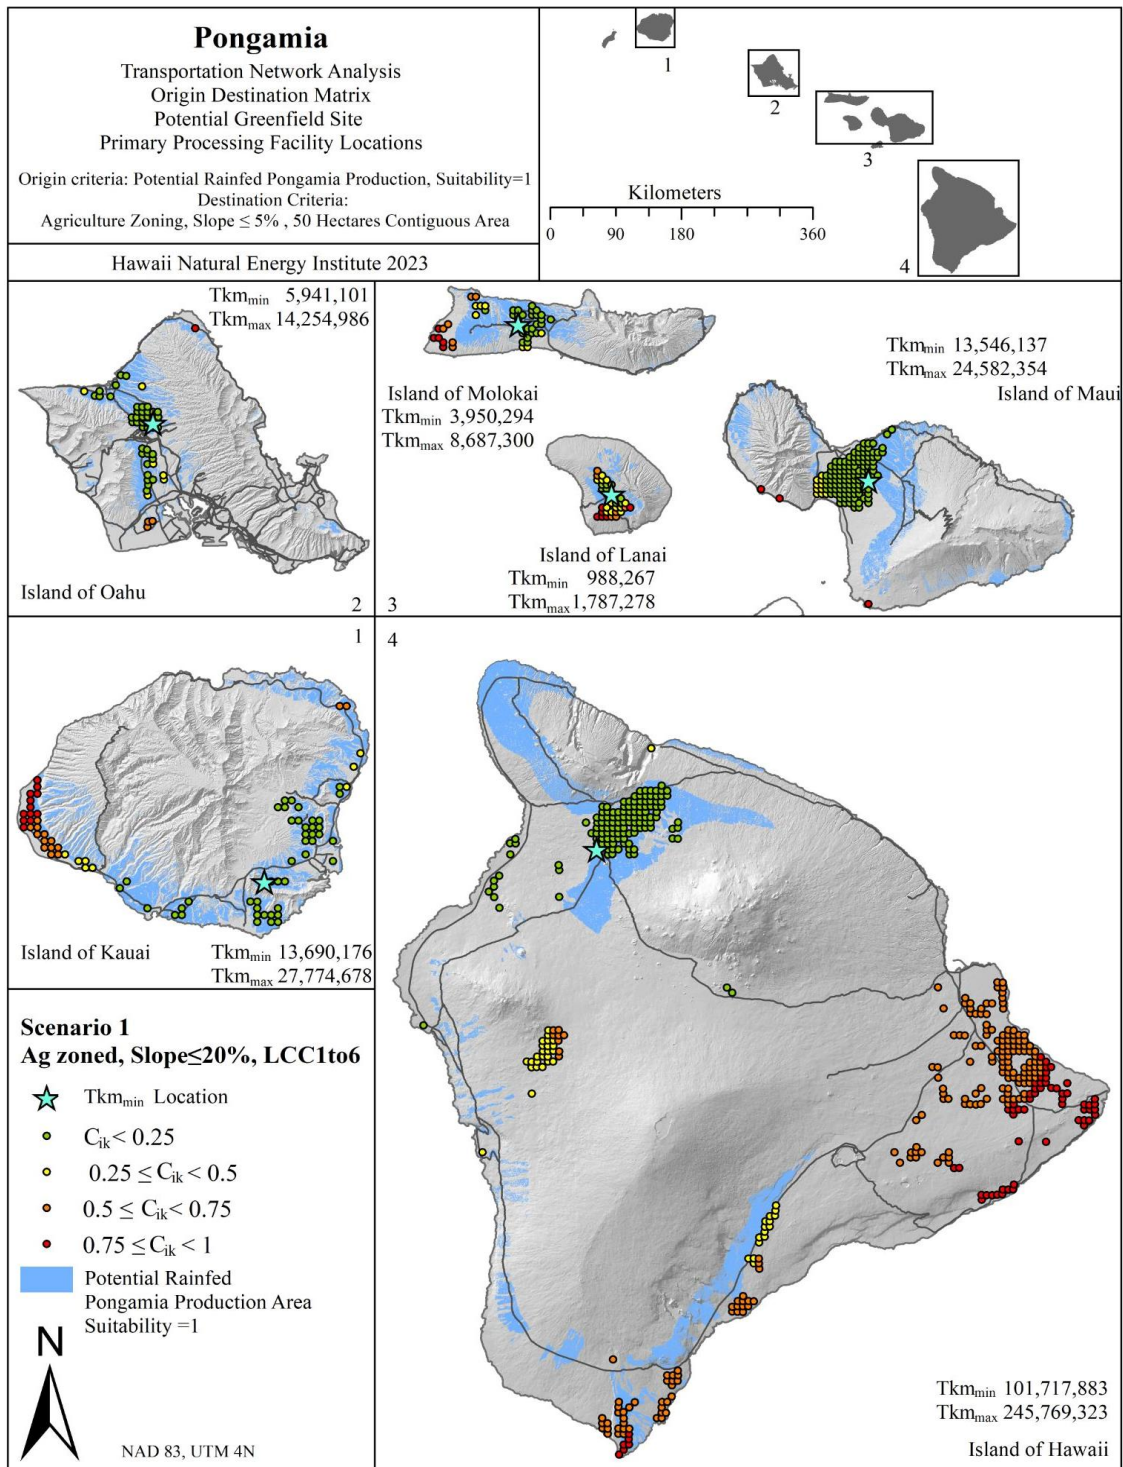 Pongamia
Transportation Network Analysis
Origin Destination Matrix
Potential Greenfield Site
Primary Processing Facility Locations
Origin criteria: Potential Rainfed Pongamia Production, Suitability=1
Destination Criteria:
Agriculture Zoning, Slope ≤ 5% , 50 Hectares Contiguous Area
Hawaii Natural Energy Institute 2023
1
2
3
4
Kilometers
0 90 180 360
Tkmmin 5,941,101
Tkmmax 14,254,986
Island of Oahu
2
Island of Molokai
Tkmmin 3,950,294
Tkmmax 8,687,300
Island of Lanai
Tkmmin 988,267
Tkmmax 1,787,278
Tkmmin 13,546,137
Tkmmax 24,582,354
Island of Maui
3
1
Island of Kauai
Tkmmin 13,690,176
Tkmmax 27,774,678
4
Tkmmin 101,717,883
Tkmmax 245,769,323
Island of Hawaii
Scenario 1
Ag zoned, Slope≤20%, LCC1to6
Tkmmin Location
Cik < 0.25
0.25 ≤ Cik < 0.5
0.5 ≤ Cik < 0.75
0.75 ≤ Cik < 1
Potential Rainfed
Pongamia Production Area
Suitability =1
N
NAD 83, UTM 4N